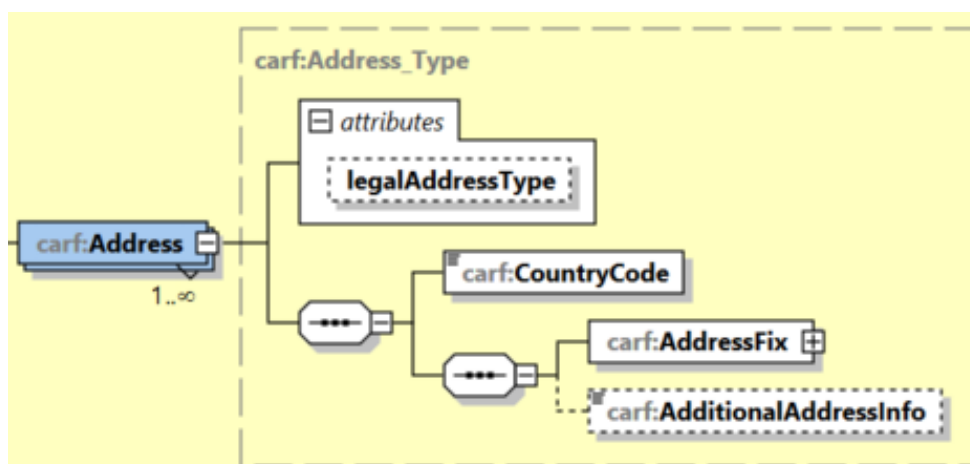 carf:Address_Type
attributes
legalAddressType
carf:Address
1..∞
carf:CountryCode
carf:AddressFix
carf:AdditionalAddressInfo